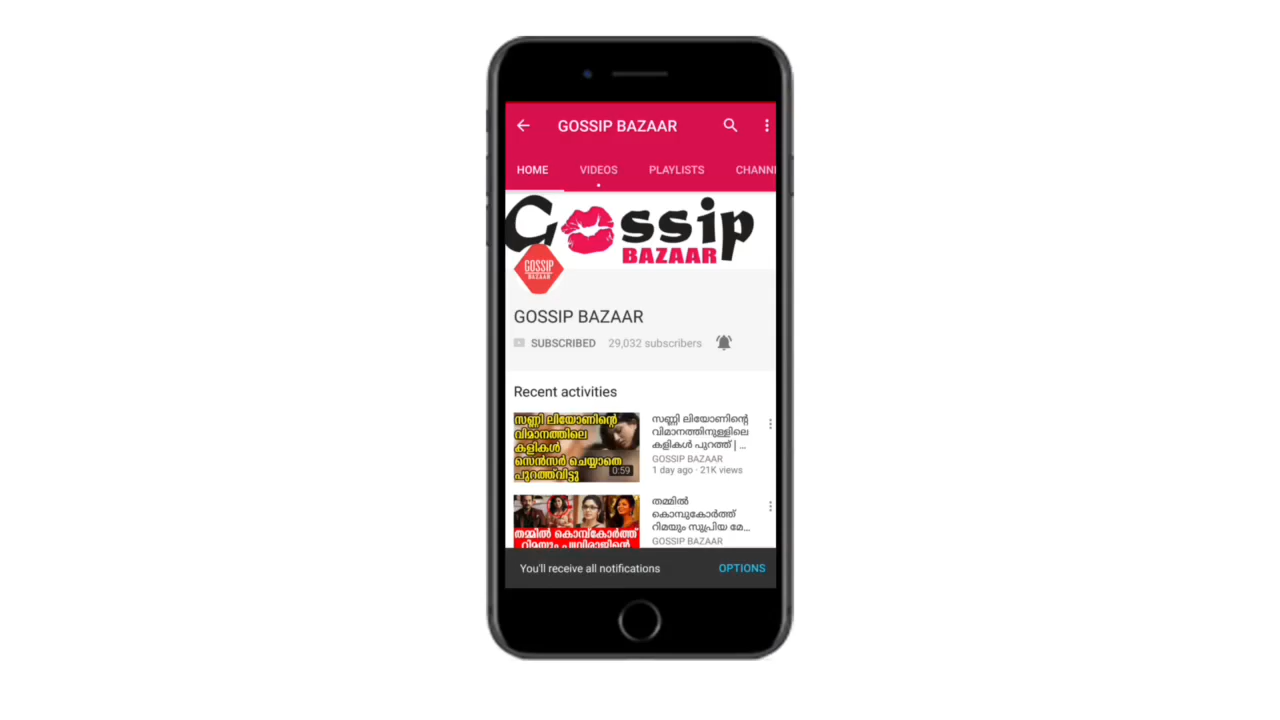 GOSSIP BAZAAR
HOME VIDEOS PLAYLISTS CHANN
Gossip
BAZAAR
GOSSIP
BAZAAR
GOSSIP BAZAAR
SUBSCRIBED 29,032 subscribers
Recent activities
സണ്ണി ലിയോണിന്റെ
വിമാനത്തിലെ
കളികൾ
സെൻസർ ചെയ്യാതെ
പുറത്തുവിട്ടു
0:59
സണ്ണി ലിയോണിന്റെ
വിമാനത്തിനുള്ളിലെ
കളികൾ പുറത്ത് | ...
GOSSIP BAZAAR
1 day ago · 21K views
തമ്മിൽ കൊമ്പ്കോർത്ത്
റിമയും പൃഥ്വിരാജിന്റെ
തമ്മിൽ
കൊമ്പുകോർത്ത്
റിമയും സുപ്രിയ മേ...
GOSSIP BAZAAR
You'll receive all notifications OPTIONS